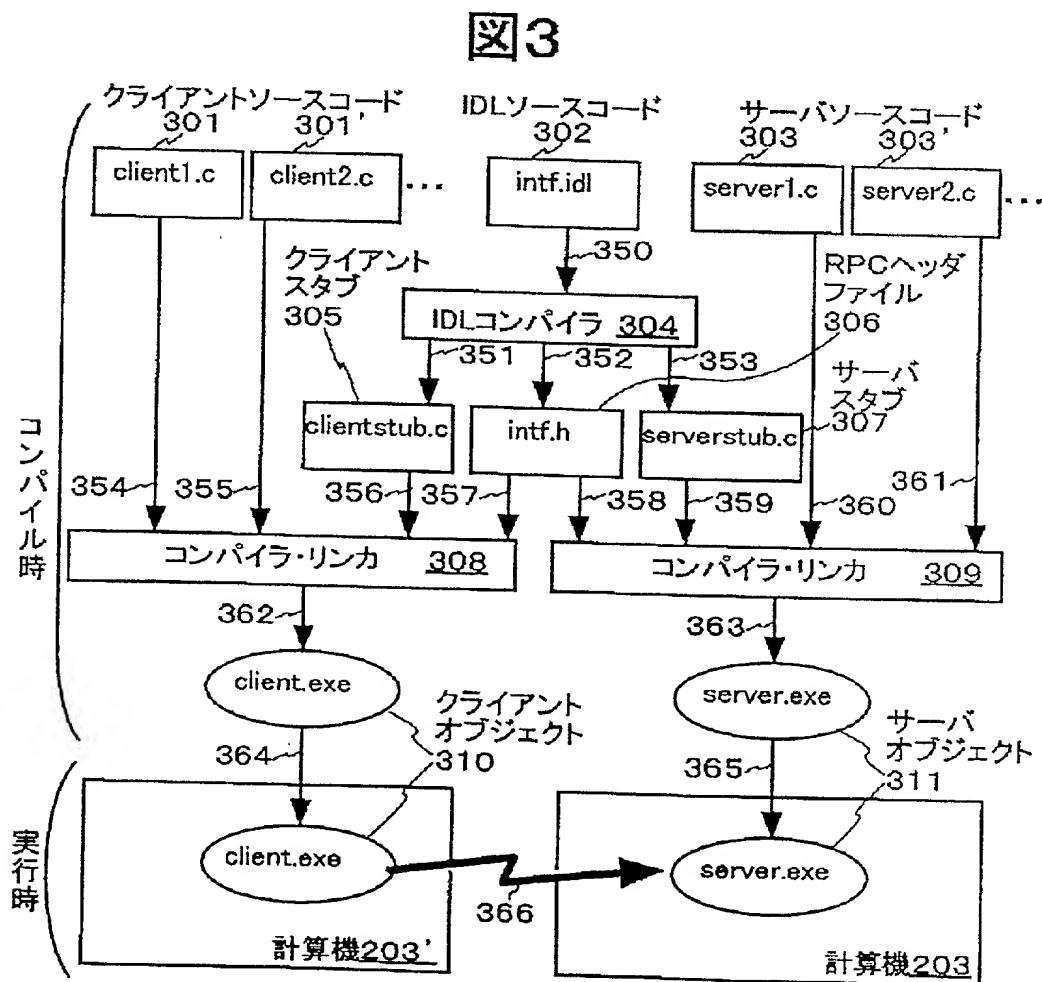 図3
クライアントソースコード
301
301'
IDLソースコード
302
サーバソースコード
303
303'
client1.c
client2.c
...
intf.idl
server1.c
server2.c
...
350
クライアント
スタブ
305
RPCヘッダ
ファイル
306
IDLコンパイラ 304
351
352
353
サーバ
スタブ
307
clientstub.c
intf.h
serverstub.c
コンパイル時
354
355
356
357
358
359
360
361
コンパイラ・リンカ 308
コンパイラ・リンカ 309
362
363
client.exe
server.exe
クライアント
オブジェクト
310
サーバ
オブジェクト
311
364
365
実行時
client.exe
server.exe
366
計算機203'
計算機203